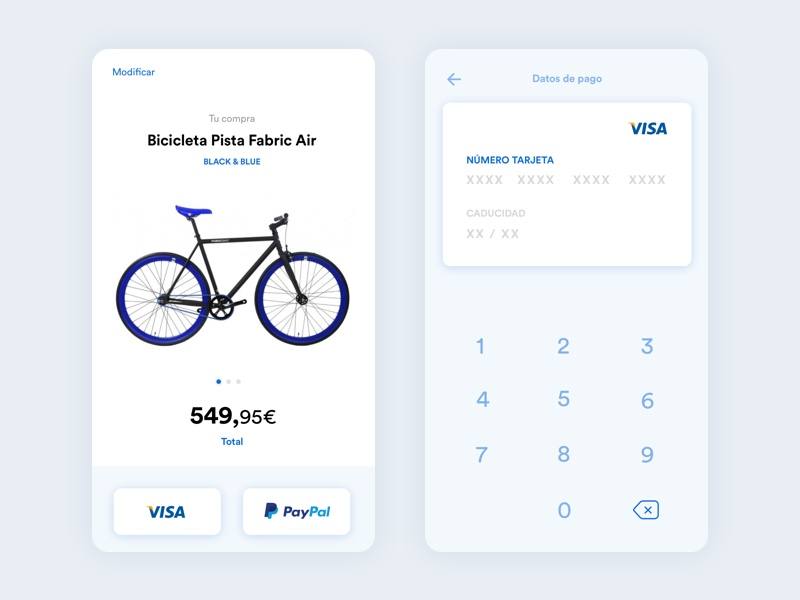 Modificar
Tu compra
Bicicleta Pista Fabric Air
BLACK & BLUE
549,95€
Total
VISA
PayPal
Datos de pago
VISA
NÚMERO TARJETA
XXXX XXXX XXXX XXXX
CADUCIDAD
XX / XX
1 2 3
4 5 6
7 8 9
0